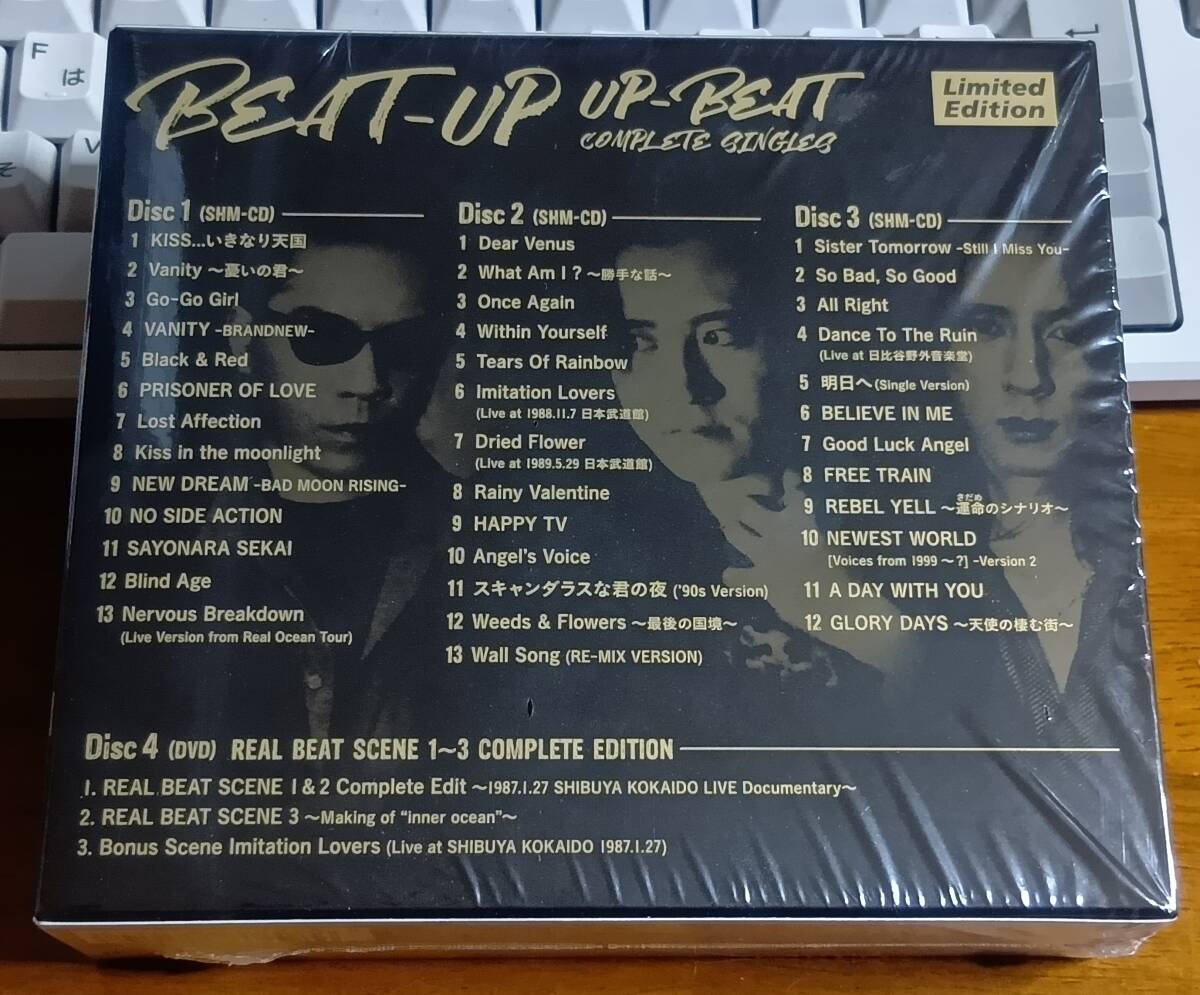 F
は
そ
V
BEAT-UP UP-BEAT
COMPLETE SINGLES
Limited
Edition
Disc 1 (SHM-CD)
1 KISS...いきなり天国
2 Vanity ～憂いの君～
3 Go-Go Girl
4 VANITY -BRANDNEW-
5 Black & Red
6 PRISONER OF LOVE
7 Lost Affection
8 Kiss in the moonlight
9 NEW DREAM -BAD MOON RISING-
10 NO SIDE ACTION
11 SAYONARA SEKAI
12 Blind Age
13 Nervous Breakdown
(Live Version from Real Ocean Tour)
Disc 2 (SHM-CD)
1 Dear Venus
2 What Am I ? ～勝手な話～
3 Once Again
4 Within Yourself
5 Tears Of Rainbow
6 Imitation Lovers
(Live at 1988.11.7 日本武道館)
7 Dried Flower
(Live at 1989.5.29 日本武道館)
8 Rainy Valentine
9 HAPPY TV
10 Angel's Voice
11 スキャンダラスな君の夜 ('90s Version)
12 Weeds & Flowers ～最後の国境～
13 Wall Song (RE-MIX VERSION)
Disc 3 (SHM-CD)
1 Sister Tomorrow -Still I Miss You-
2 So Bad, So Good
3 All Right
4 Dance To The Ruin
(Live at 日比谷野外音楽堂)
5 明日へ (Single Version)
6 BELIEVE IN ME
7 Good Luck Angel
8 FREE TRAIN
さだめ
9 REBEL YELL ～運命のシナリオ～
10 NEWEST WORLD
[Voices from 1999 ～ ?] -Version 2
11 A DAY WITH YOU
12 GLORY DAYS ～天使の棲む街～
Disc 4 (DVD) REAL BEAT SCENE 1～3 COMPLETE EDITION
1. REAL BEAT SCENE 1 & 2 Complete Edit ～1987.1.27 SHIBUYA KOKAIDO LIVE Documentary～
2. REAL BEAT SCENE 3 ～Making of "inner ocean"～
3. Bonus Scene Imitation Lovers (Live at SHIBUYA KOKAIDO 1987.1.27)